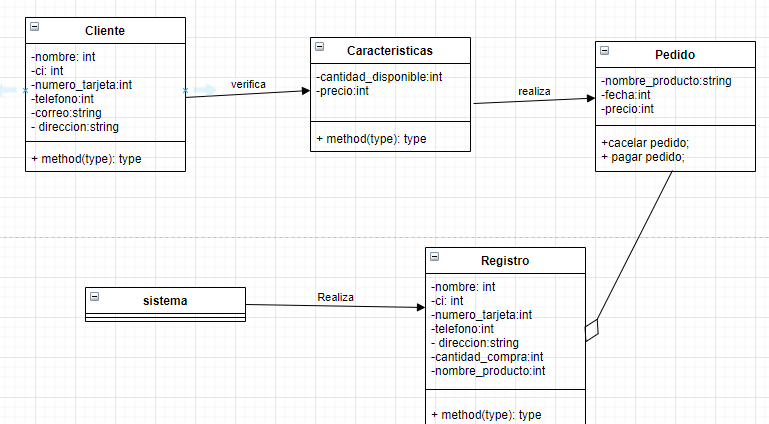 Cliente
-nombre: int
-ci: int
-numero_tarjeta:int
-telefono:int
-correo:string
- direccion:string
+ method(type): type
verifica
Caracteristicas
-cantidad_disponible:int
-precio:int
+ method(type): type
realiza
Pedido
-nombre_producto:string
-fecha:int
-precio:int
+cacelar pedido;
+ pagar pedido;
sistema
Realiza
Registro
-nombre: int
-ci: int
-numero_tarjeta:int
-telefono:int
- direccion:string
-cantidad_compra:int
-nombre_producto:int
+ method(type): type